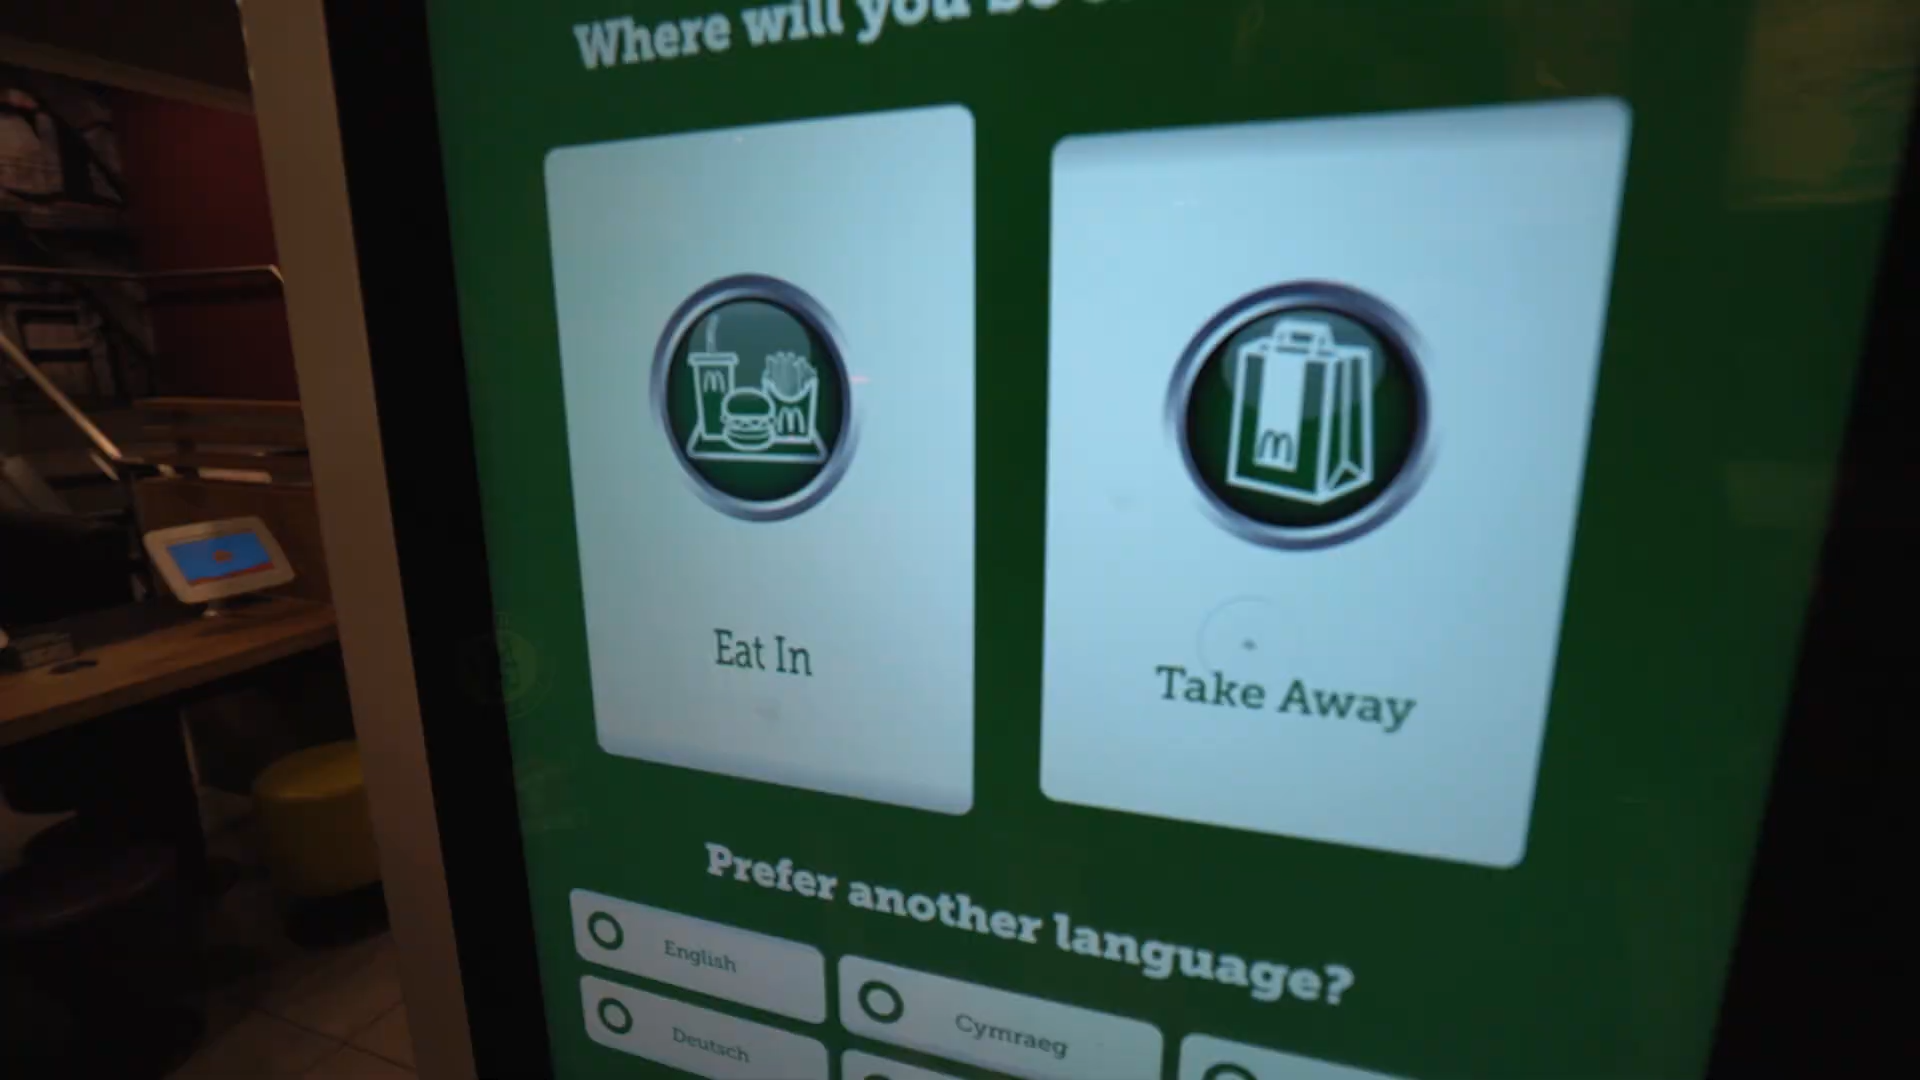 Where will you
Eat In
Take Away
Prefer another language?
English
Cymraeg
Deutsch